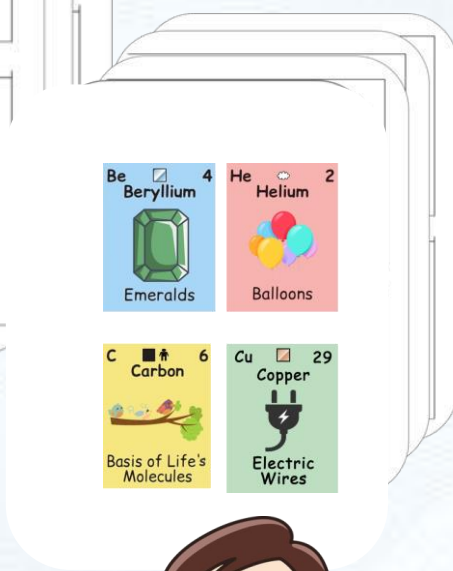 Be 4
Beryllium
Emeralds
He 2
Helium
Balloons
C 6
Carbon
Basis of Life's
Molecules
Cu 29
Copper
Electric
Wires